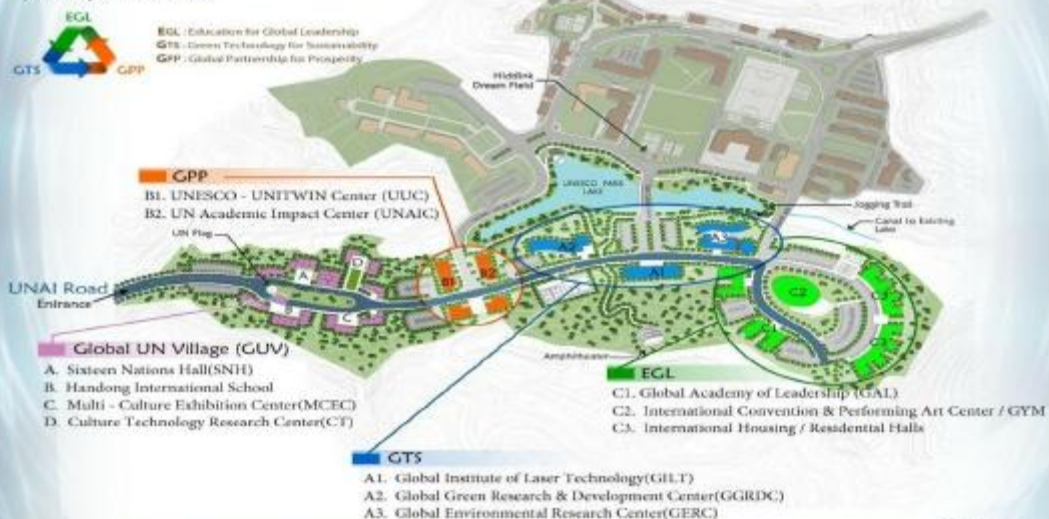 EGL
GTS
GPP
EGL : Education for Global Leadership
GTS : Green Technology for Sustainability
GPP : Global Partnership for Prosperity
Hiddink
Dream Field
GPP
B1. UNESCO - UNITWIN Center (UUC)
B2. UN Academic Impact Center (UNAIC)
UNESCO PARK
LAKE
Jogging Trail
Canal to Existing
Lake
UN Flag
A
D
B
C
B1
B2
A2
A3
A1
C2
C3
C1
UNAI Road
Entrance
Amphitheater
Global UN Village (GUV)
A. Sixteen Nations Hall(SNH)
B. Handong International School
C. Multi - Culture Exhibition Center(MCEC)
D. Culture Technology Research Center(CT)
EGL
C1. Global Academy of Leadership (GAL)
C2. International Convention & Performing Art Center / GYM
C3. International Housing / Residential Halls
GTS
A1. Global Institute of Laser Technology(GILT)
A2. Global Green Research & Development Center(GGRDC)
A3. Global Environmental Research Center(GERC)